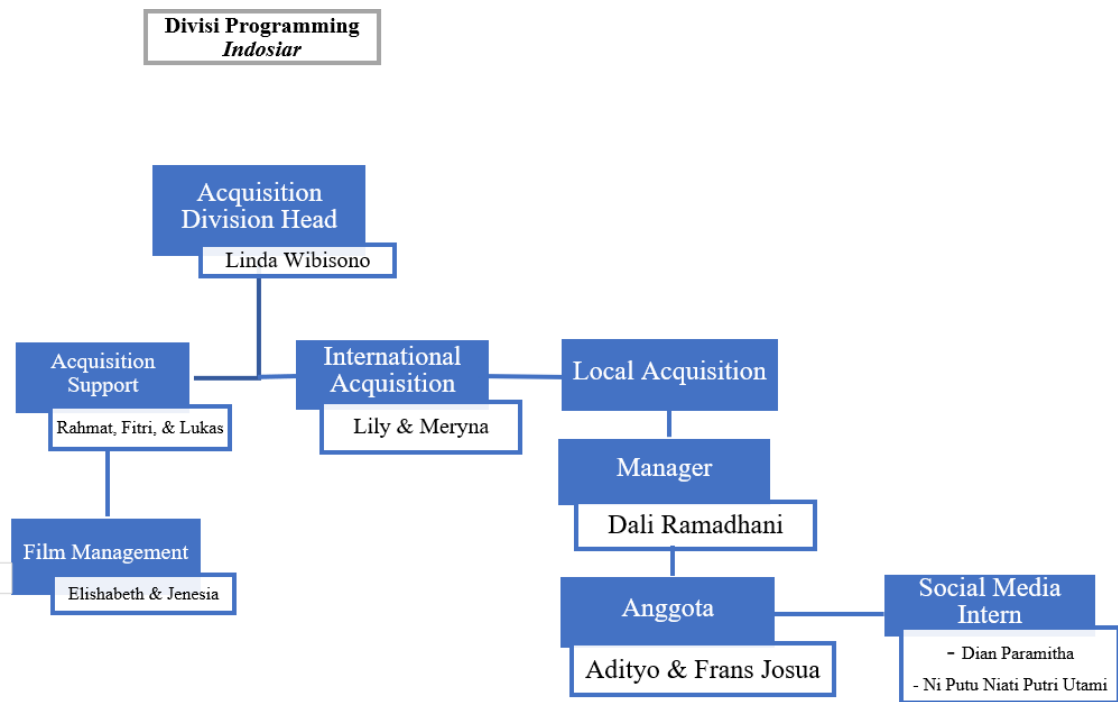 Divisi Programming
Indosiar
Acquisition
Division Head
Linda Wibisono
Acquisition
Support
Rahmat, Fitri, & Lukas
International
Acquisition
Lily & Meryna
Local Acquisition
Manager
Dali Ramadhani
Film Management
Elishabeth & Jenesia
Anggota
Adityo & Frans Josua
Social Media
Intern
- Dian Paramitha
- Ni Putu Niati Putri Utami